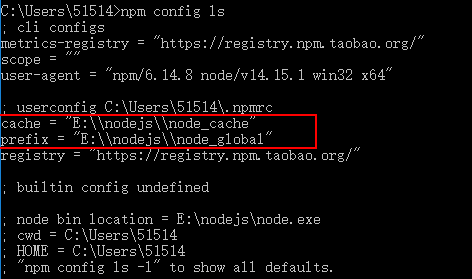 C:\Users\51514>npm config ls
; cli configs
metrics-registry = "https://registry.npm.taobao.org/"
scope = ""
user-agent = "npm/6.14.8 node/v14.15.1 win32 x64"
; userconfig C:\Users\51514\.npmrc
cache = "E:\\nodejs\\node_cache"
prefix = "E:\\nodejs\\node_global"
registry = "https://registry.npm.taobao.org/"
; builtin config undefined
; node bin location = E:\nodejs\node.exe
; cwd = C:\Users\51514
; HOME = C:\Users\51514
; "npm config ls -l" to show all defaults.